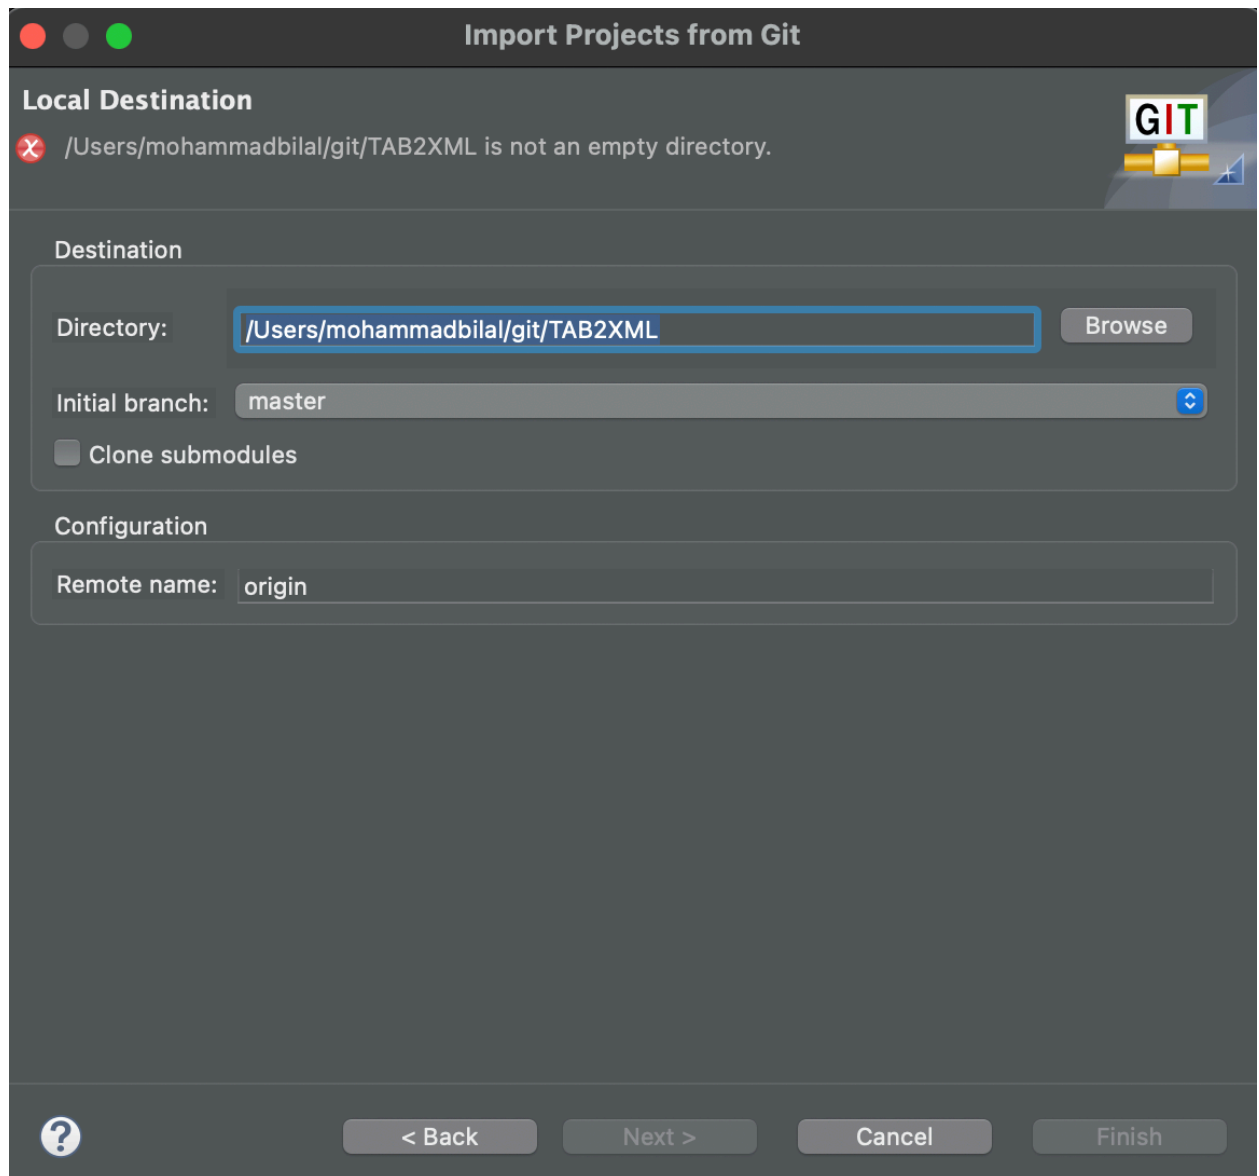 Import Projects from Git
Local Destination
/Users/mohammadbilal/git/TAB2XML is not an empty directory.
GIT
Destination
Directory: /Users/mohammadbilal/git/TAB2XML Browse
Initial branch: master
Clone submodules
Configuration
Remote name: origin
? < Back Next > Cancel Finish